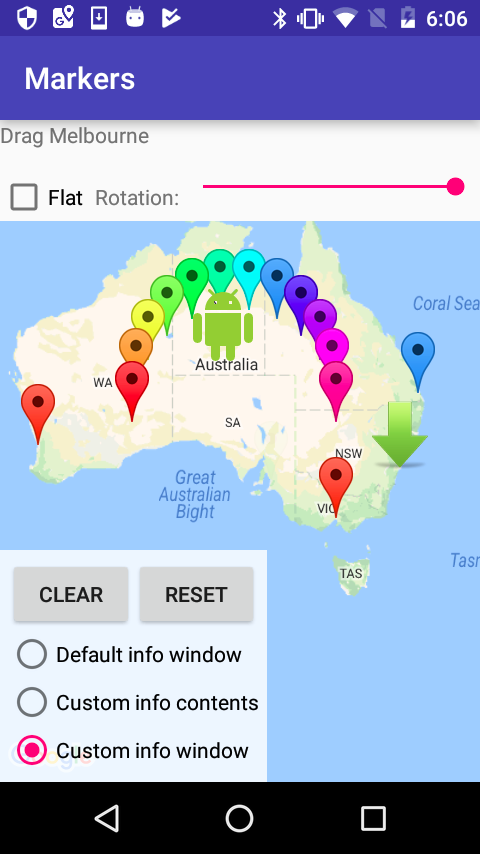 6:06
Markers
Drag Melbourne
Flat Rotation:
Coral Sea
Australia
WA
SA
NSW
Great
Australian
Bight
VIC
TAS
CLEAR RESET
Default info window
Custom info contents
Custom info window